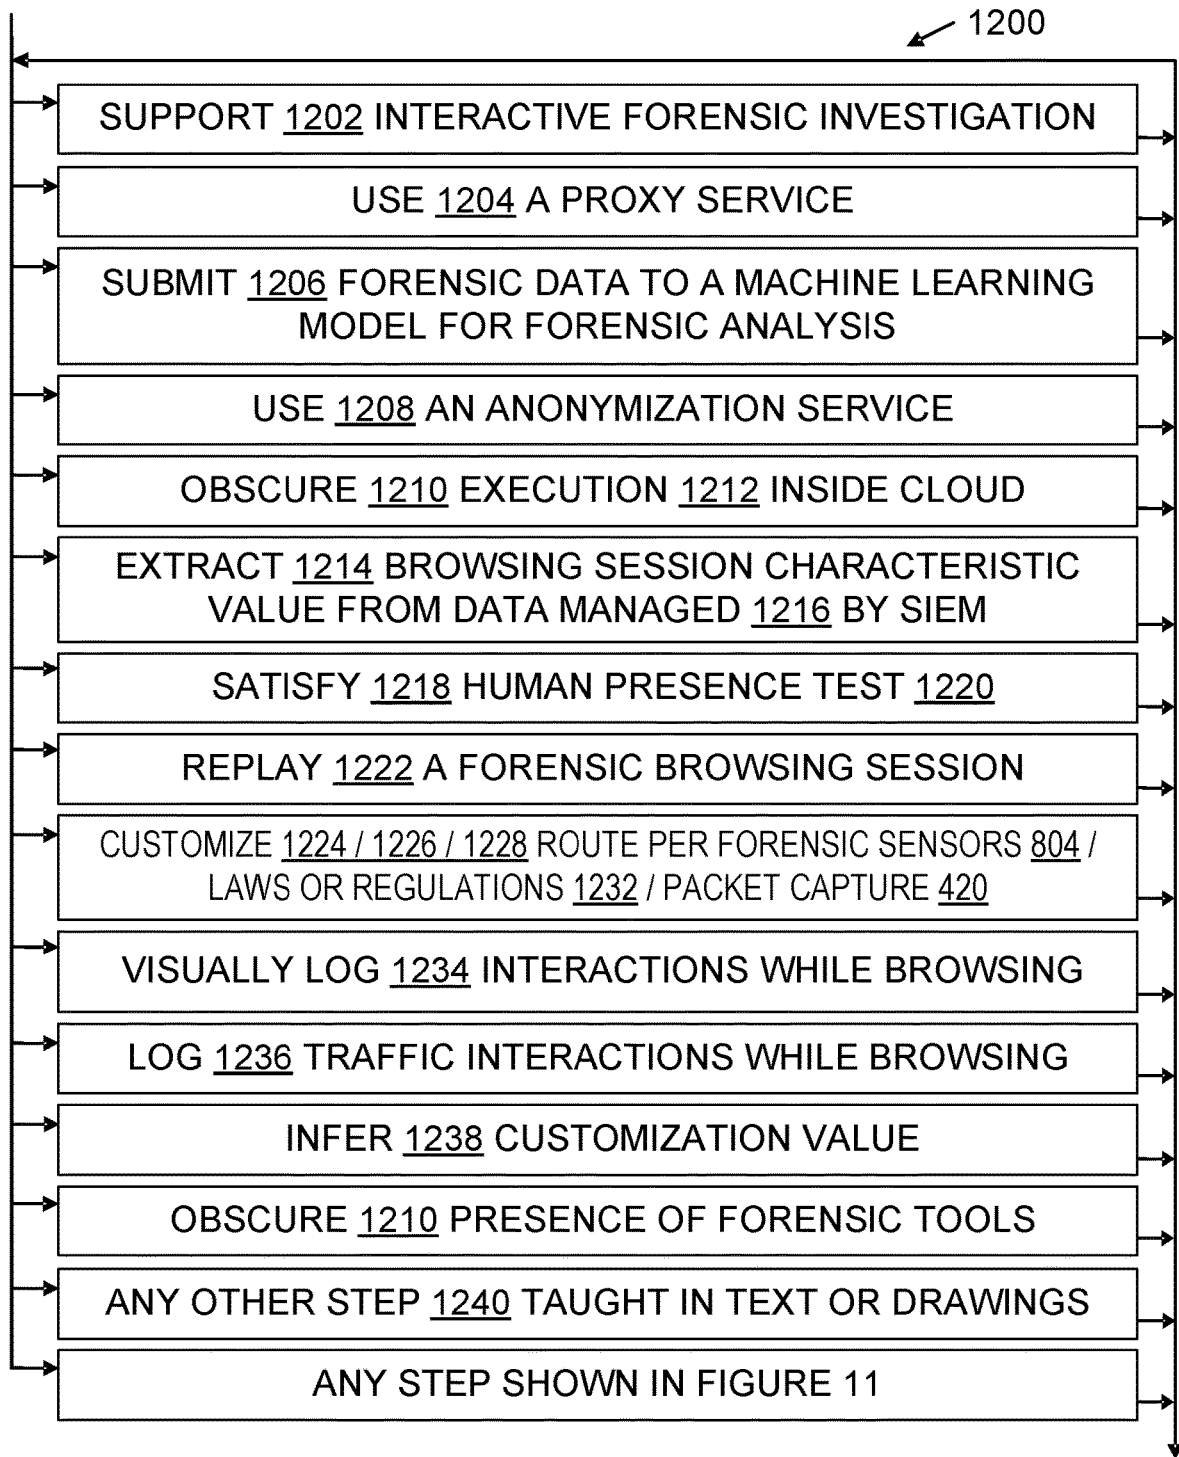 1200
SUPPORT 1202 INTERACTIVE FORENSIC INVESTIGATION
USE 1204 A PROXY SERVICE
SUBMIT 1206 FORENSIC DATA TO A MACHINE LEARNING
MODEL FOR FORENSIC ANALYSIS
USE 1208 AN ANONYMIZATION SERVICE
OBSCURE 1210 EXECUTION 1212 INSIDE CLOUD
EXTRACT 1214 BROWSING SESSION CHARACTERISTIC
VALUE FROM DATA MANAGED 1216 BY SIEM
SATISFY 1218 HUMAN PRESENCE TEST 1220
REPLAY 1222 A FORENSIC BROWSING SESSION
CUSTOMIZE 1224 / 1226 / 1228 ROUTE PER FORENSIC SENSORS 804 /
LAWS OR REGULATIONS 1232 / PACKET CAPTURE 420
VISUALLY LOG 1234 INTERACTIONS WHILE BROWSING
LOG 1236 TRAFFIC INTERACTIONS WHILE BROWSING
INFER 1238 CUSTOMIZATION VALUE
OBSCURE 1210 PRESENCE OF FORENSIC TOOLS
ANY OTHER STEP 1240 TAUGHT IN TEXT OR DRAWINGS
ANY STEP SHOWN IN FIGURE 11